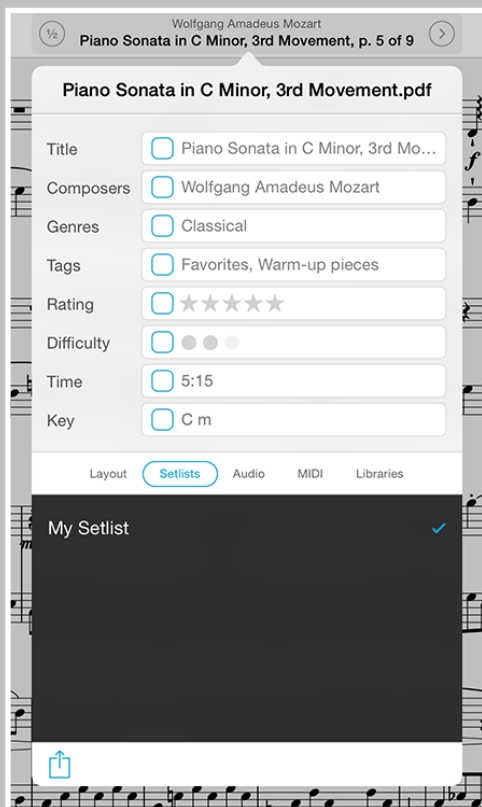 ½
Wolfgang Amadeus Mozart
Piano Sonata in C Minor, 3rd Movement, p. 5 of 9
Piano Sonata in C Minor, 3rd Movement.pdf
Title Piano Sonata in C Minor, 3rd Mo...
Composers Wolfgang Amadeus Mozart
Genres Classical
Tags Favorites, Warm-up pieces
Rating
Difficulty
Time 5:15
Key C m
Layout Setlists Audio MIDI Libraries
My Setlist
f